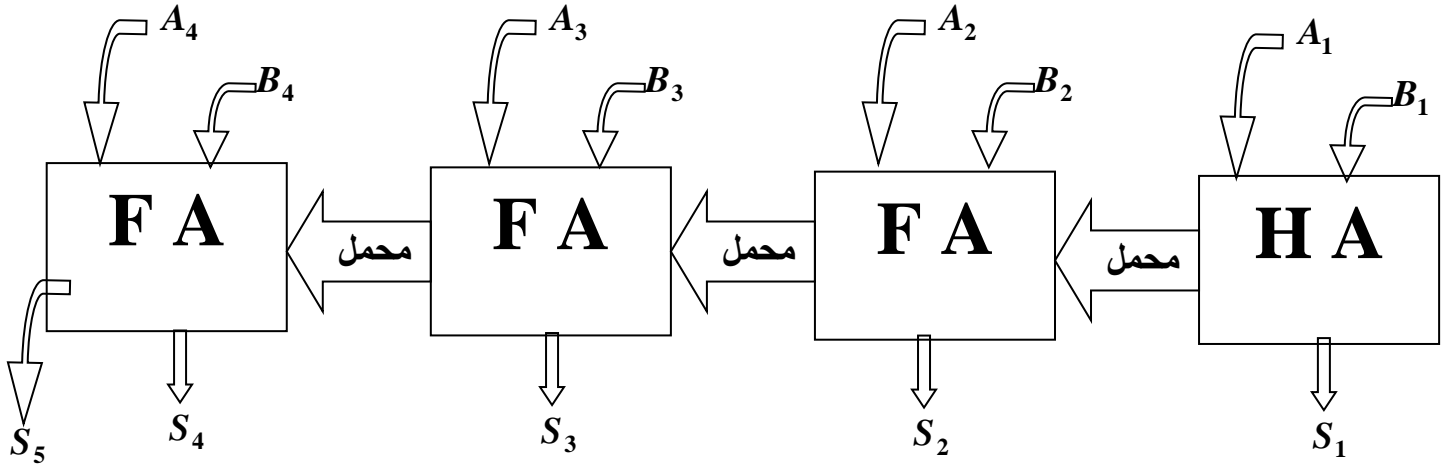 A4 A3 A2 A1
B4 B3 B2 B1
F A F A F A H A
محمل محمل محمل
S5 S4 S3 S2 S1